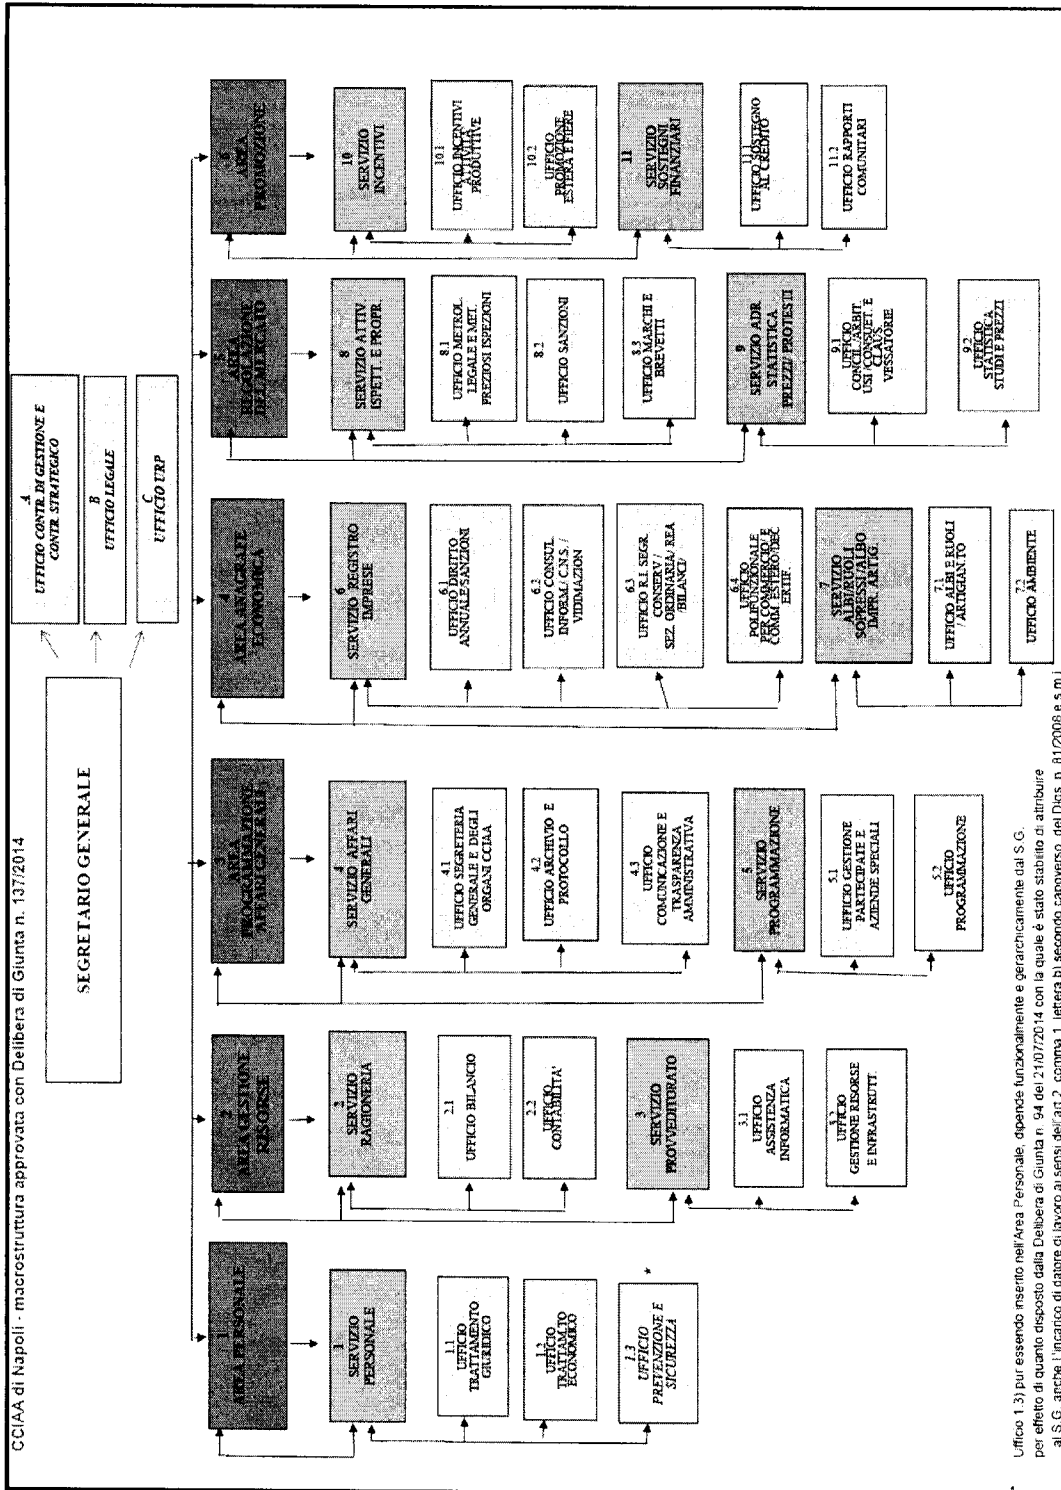 CCIAA di Napoli - macrostruttura approvata con Delibera di Giunta n. 137/2014
SEGRETARIO GENERALE
A
UFFICIO CONTR. DI GESTIONE E
CONTR. STRATEGICO
B
UFFICIO LEGALE
C
UFFICIO URP
1
AREA PERSONALE
1
SERVIZIO
PERSONALE
1.1
UFFICIO
TRATTAMENTO
GIURIDICO
1.2
UFFICIO
TRATTAM.TO
ECONOMICO
1.3
UFFICIO
PREVENZIONE E
SICUREZZA
*
2
AREA GESTIONE
RISORSE
2
SERVIZIO
RAGIONERIA
2.1
UFFICIO BILANCIO
2.2
UFFICIO
CONTABILITA'
3
SERVIZIO
PROVVEDITORATO
3.1
UFFICIO
ASSISTENZA
INFORMATICA
3.2
UFFICIO
GESTIONE RISORSE
E INFRASTRUTT.
3
AREA
PROGRAMMAZIONE
AFFARI GENERALI
4
SERVIZIO AFFARI
GENERALI
4.1
UFFICIO SEGRETERIA
GENERALE E DEGLI
ORGANI CCIAA
4.2
UFFICIO ARCHIVIO E
PROTOCOLLO
4.3
UFFICIO
COMUNICAZIONE E
TRASPARENZA
AMMINISTRATIVA
5
SERVIZIO
PROGRAMMAZIONE
5.1
UFFICIO GESTIONE
PARTECIPATE E
AZIENDE SPECIALI
5.2
UFFICIO
PROGRAMMAZIONE
4
AREA ANAGRAFE
ECONOMICA
6
SERVIZIO REGISTRO
IMPRESE
6.1
UFFICIO DIRITTO
ANNUALE/SANZIONI
6.2
UFFICIO CONSUL.
INFORM./ C.N.S. /
VIDIMAZION
6.3
UFFICIO R.I. SEGR.
CONSERV /
SEZ. ORDINARIA/ REA
/BILANCI/
6.4
UFFICIO
POLIFUNZIONALE
PER COMMERCIO/ E
COMM. ESTERO/DEC
ERTIF.
7
SERVIZIO
ALBI/RUOLI
SOPPRESSI /ALBO
IMPR. ARTIG.
7.1
UFFICIO ALBI E RUOLI
/ ARTIGIAN.TO
7.2
UFFICIO AMBIENTE
5
AREA
REGOLAZIONE
DEL MERCATO
8
SERVIZIO ATTIV.
ISPETT. E PROPR.
8.1
UFFICIO METROL.
LEGALE E MET.
PREZIOSI ISPEZIONI
8.2
UFFICIO SANZIONI
8.3
UFFICIO MARCHI E
BREVETTI
9
SERVIZIO ADR
STATISTICA
PREZZI/ PROTESTI
9.1
UFFICIO
CONCIL./ARBIT.
USI /CONSUET. E
CLAUS.
VESSATORIE
9.2
UFFICIO
STATISTICA
STUDI E PREZZI
6
AREA
PROMOZIONE
10
SERVIZIO
INCENTIVI
10.1
UFFICIO INCENTIVI
ATTIVITÀ
PRODUTTIVE
10.2
UFFICIO
PROMOZIONE
ESTERA E FIERE
11
SERVIZIO
SOSTEGNI
FINANZIARI
11.1
UFFICIO SOSTEGNO
AL CREDITO
11.2
UFFICIO RAPPORTI
COMUNITARI
Ufficio 1.3) pur essendo inserito nell'Area Personale, dipende funzionalmente e gerarchicamente dal S.G.
per effetto di quanto disposto dalla Delibera di Giunta n. 94 del 21/07/2014 con la quale è stato stabilito di attribuire
al S.G. anche l'incarico di datore di lavoro ai sensi dell'art.2, comma 1, lettera b) secondo capoverso, del Dlgs. n. 81/2008 e s.m.i.